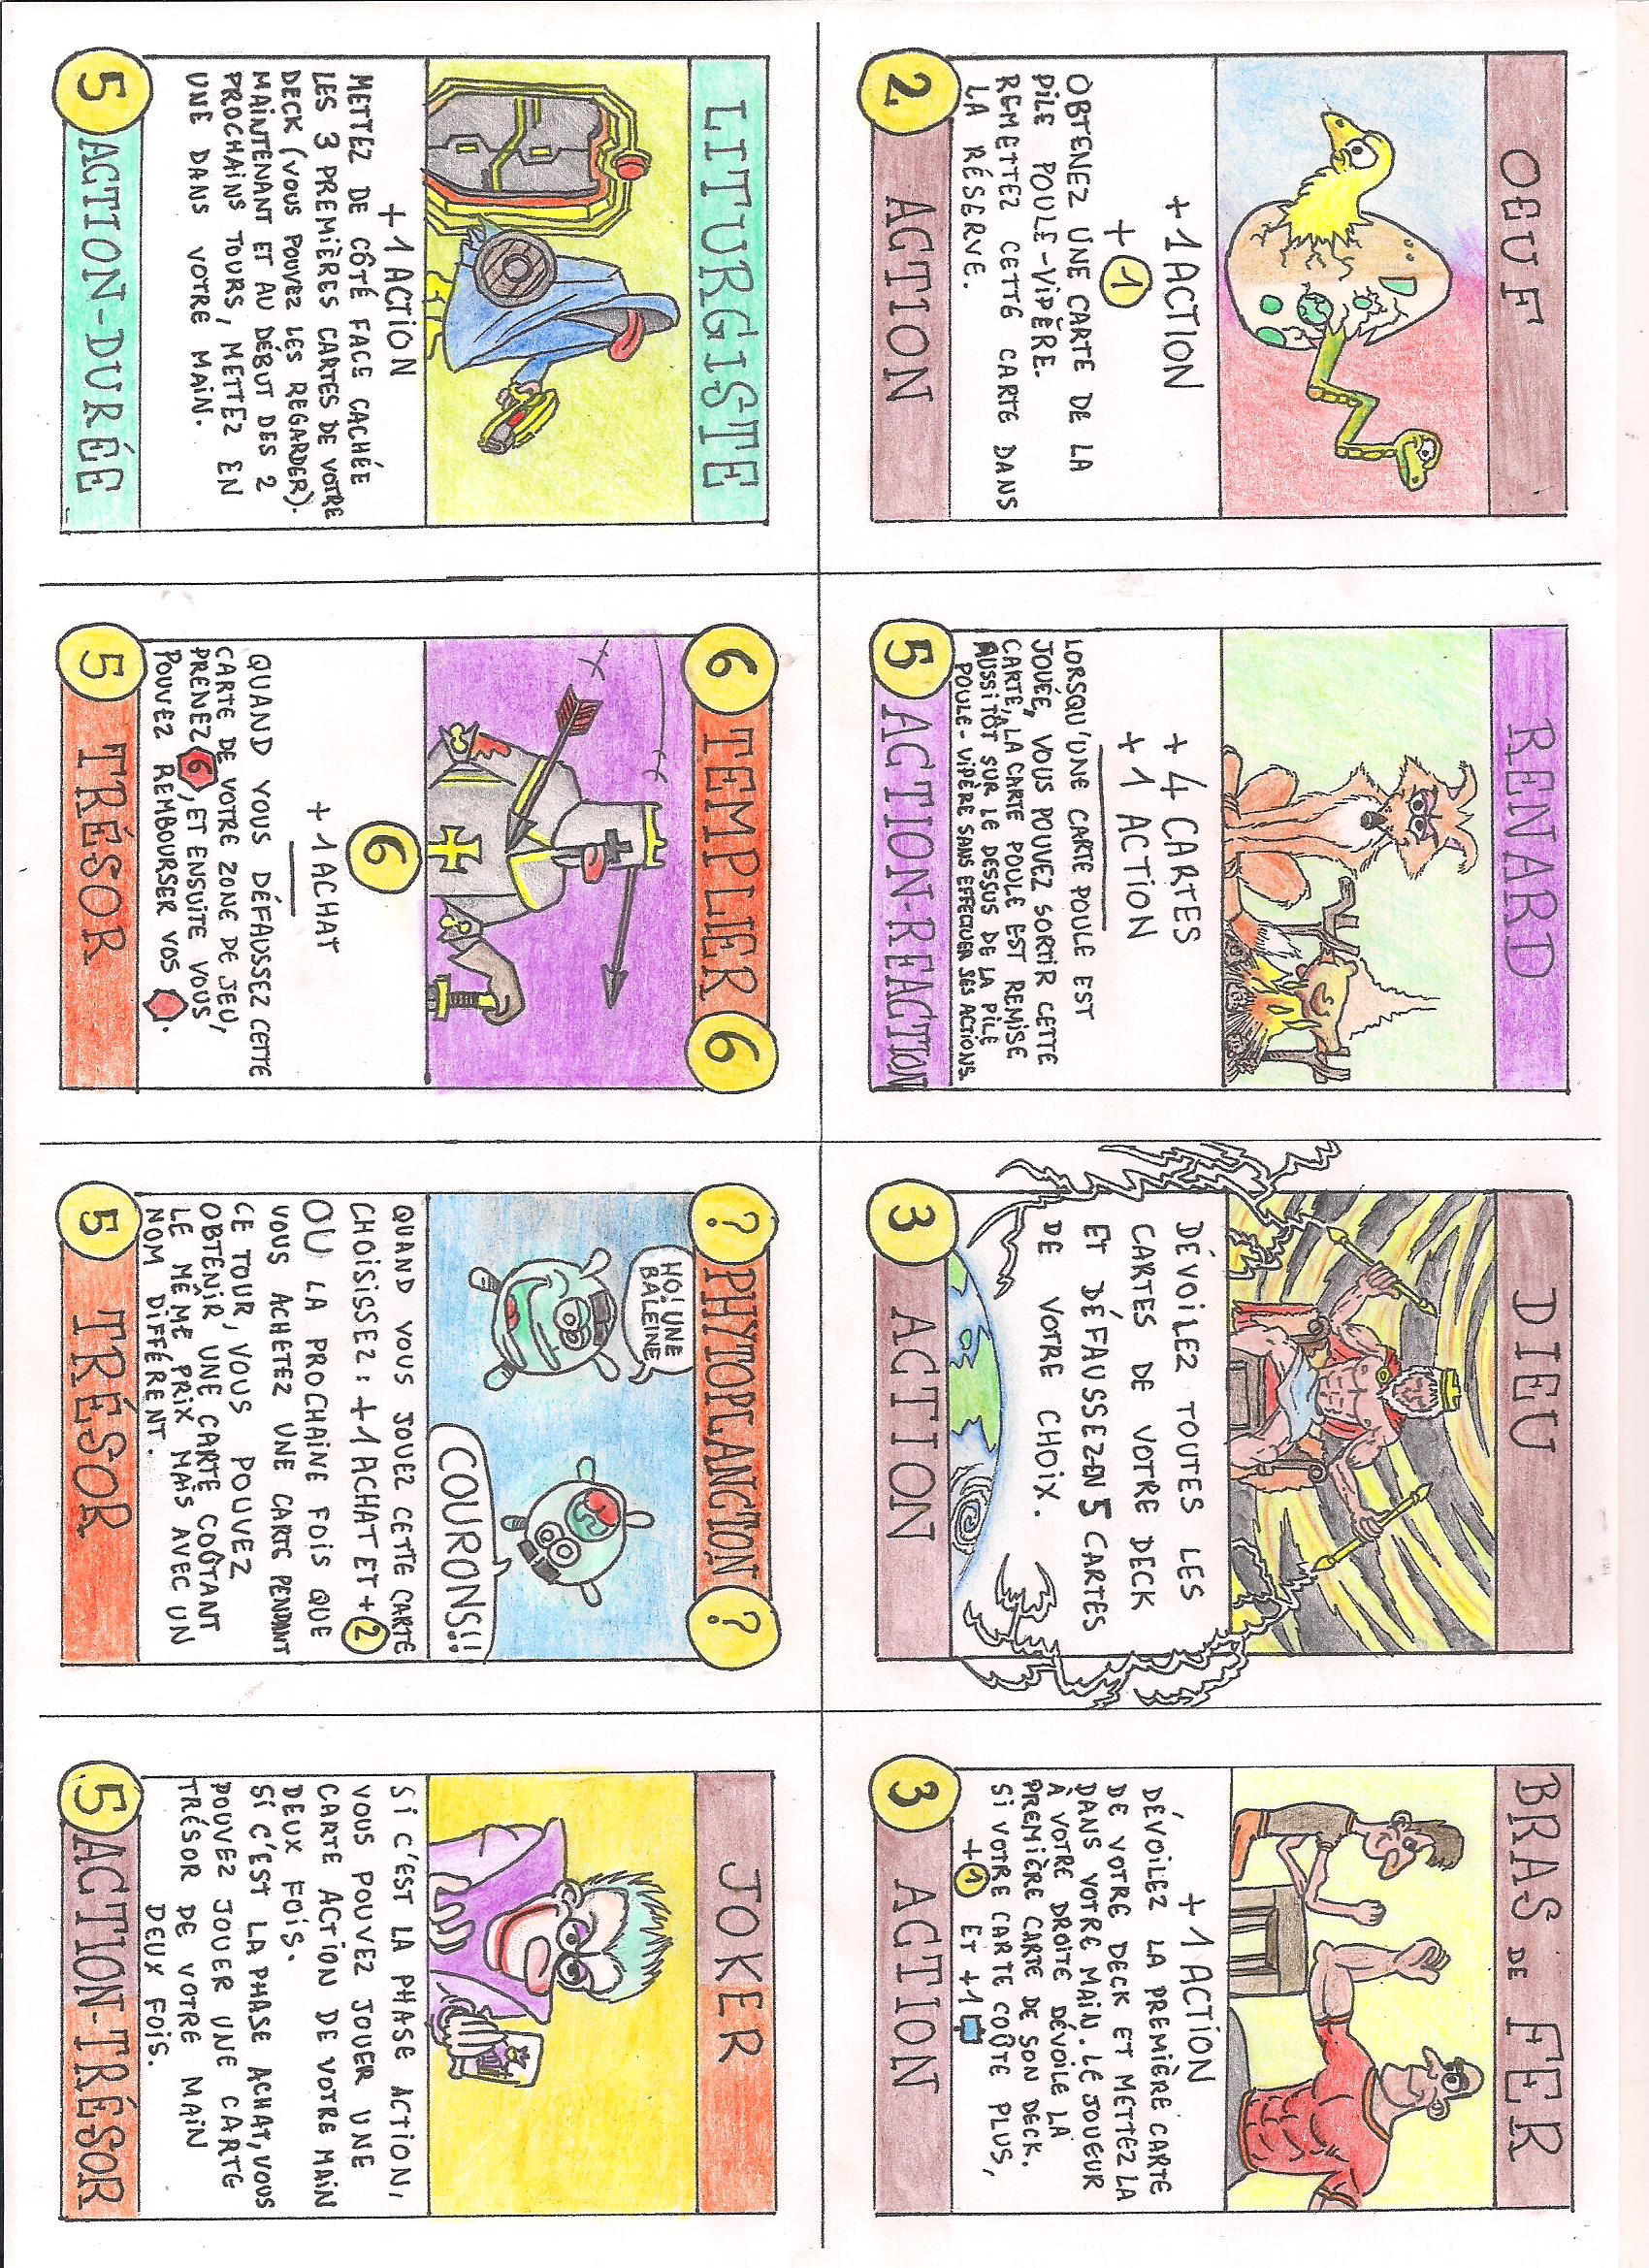 OEUF
+ 1 ACTION
+ 1
OBTENEZ UNE CARTE DE LA
PILE POULE-VIPÈRE.
REMETTEZ CETTE CARTE DANS
LA RÉSERVE.
2 ACTION
RENARD
+ 4 CARTES
+ 1 ACTION
LORSQU'UNE CARTE POULE EST
JOUÉE, VOUS POUVEZ SORTIR CETTE
CARTE, LA CARTE POULE EST REMISE
AUSSITÔT SUR LE DESSUS DE LA PILE
POULE-VIPÈRE SANS EFFECTUER SES ACTIONS.
5 ACTION-REACTION
DIEU
DÉVOILEZ TOUTES LES
CARTES DE VOTRE DECK
ET DÉFAUSSEZ-EN 5 CARTES
DE VOTRE CHOIX.
3 ACTION
BRAS DE FER
+ 1 ACTION
DÉVOILEZ LA PREMIÈRE CARTE
DE VOTRE DECK ET METTEZ LA
DANS VOTRE MAIN. LE JOUEUR
À VOTRE DROITE DÉVOILE LA
PREMIÈRE CARTE DE SON DECK.
SI VOTRE CARTE COÛTE PLUS,
+ 1 ET +1
3 ACTION
LITURGISTE
+ 1 ACTION
METTEZ DE CÔTÉ FACE CACHÉE
LES 3 PREMIÈRES CARTES DE VOTRE
DECK (VOUS POUVEZ LES REGARDER).
MAINTENANT ET AU DÉBUT DES 2
PROCHAINS TOURS, METTEZ EN
UNE DANS VOTRE MAIN.
5 ACTION-DURÉE
6 TEMPLIER 6
6
+ 1 ACHAT
QUAND VOUS DÉFAUSSEZ CETTE
CARTE DE VOTRE ZONE DE JEU,
PRENEZ 6, ET ENSUITE VOUS
POUVEZ REMBOURSER VOS .
5 TRÉSOR
? PHYTOPLANCTON ?
HO! UNE
BALEINE
COURONS!!
QUAND VOUS JOUEZ CETTE CARTE
CHOISISSEZ : +1 ACHAT ET + 2
OU LA PROCHAINE FOIS QUE
VOUS ACHETEZ UNE CARTE PENDANT
CE TOUR, VOUS POUVEZ
OBTENIR UNE CARTE COÛTANT
LE MÊME PRIX MAIS AVEC UN
NOM DIFFÉRENT.
5 TRÉSOR
JOKER
SI C'EST LA PHASE ACTION,
VOUS POUVEZ JOUER UNE
CARTE ACTION DE VOTRE MAIN
DEUX FOIS.
SI C'EST LA PHASE ACHAT, VOUS
POUVEZ JOUER UNE CARTE
TRÉSOR DE VOTRE MAIN
DEUX FOIS.
5 ACTION-TRÉSOR